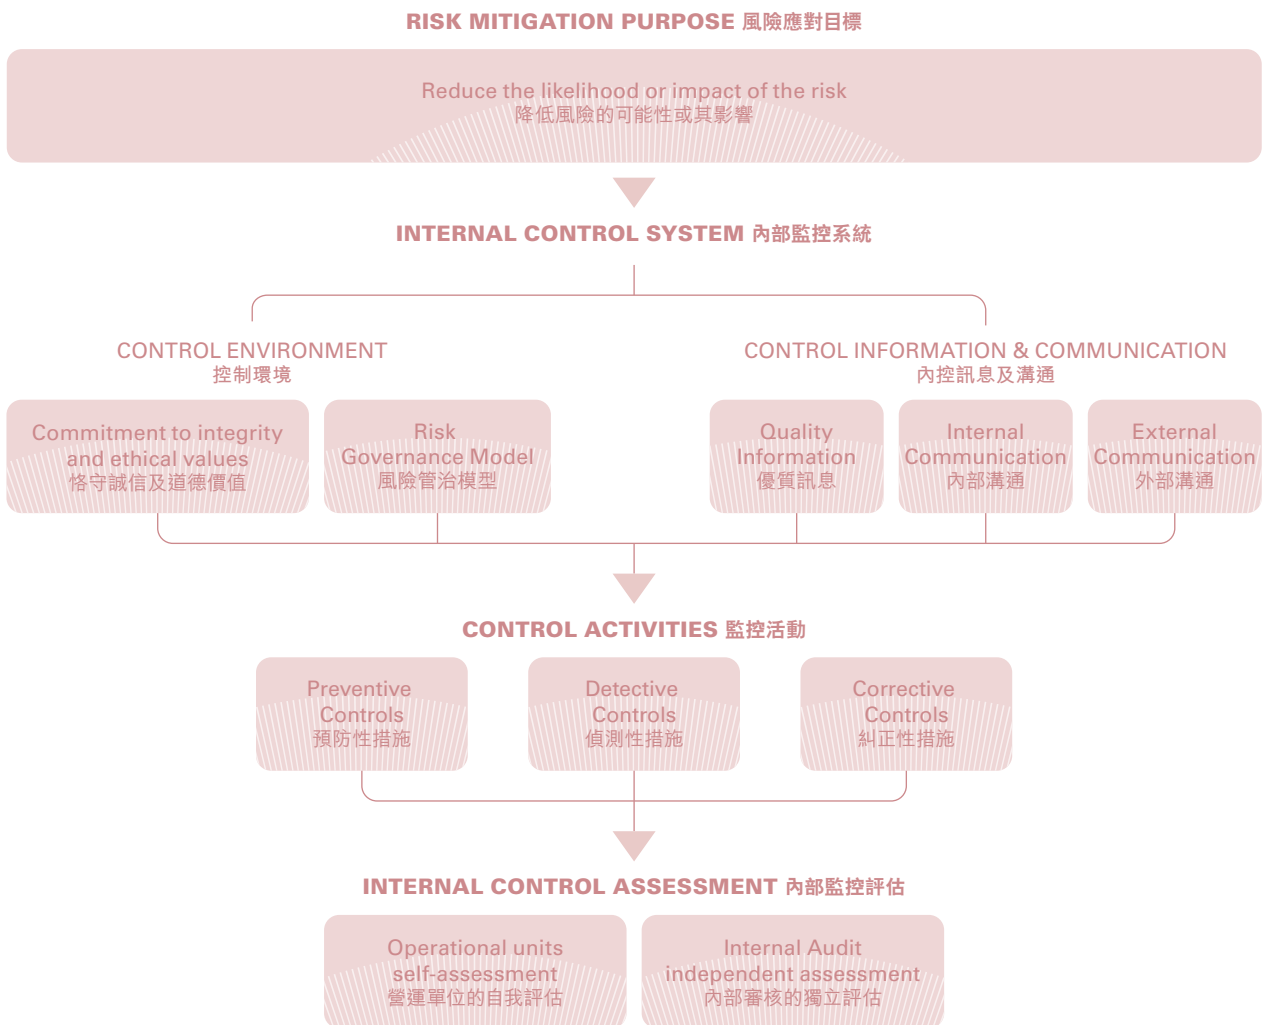 RISK MITIGATION PURPOSE 風險應對目標
Reduce the likelihood or impact of the risk
降低風險的可能性或其影響
INTERNAL CONTROL SYSTEM 內部監控系統
CONTROL ENVIRONMENT
控制環境
CONTROL INFORMATION & COMMUNICATION
內控訊息及溝通
Commitment to integrity
and ethical values
恪守誠信及道德價值
Risk
Governance Model
風險管治模型
Quality
Information
優質訊息
Internal
Communication
內部溝通
External
Communication
外部溝通
CONTROL ACTIVITIES 監控活動
Preventive
Controls
預防性措施
Detective
Controls
偵測性措施
Corrective
Controls
糾正性措施
INTERNAL CONTROL ASSESSMENT 內部監控評估
Operational units
self-assessment
營運單位的自我評估
Internal Audit
independent assessment
內部審核的獨立評估